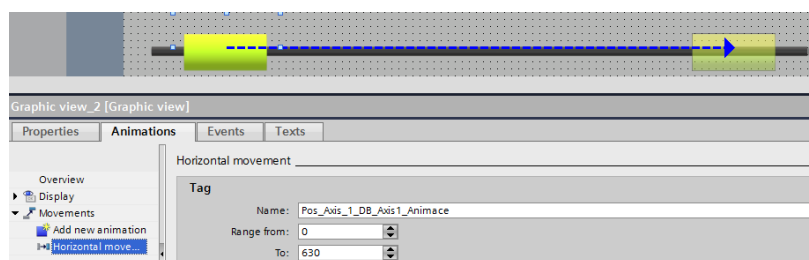 Graphic view_2 [Graphic view]
Properties Animations Events Texts
Horizontal movement
Overview
Display
Movements
Add new animation
Horizontal move...
Tag
Name: Pos_Axis_1_DB_Axis1_Animace
Range from: 0
To: 630